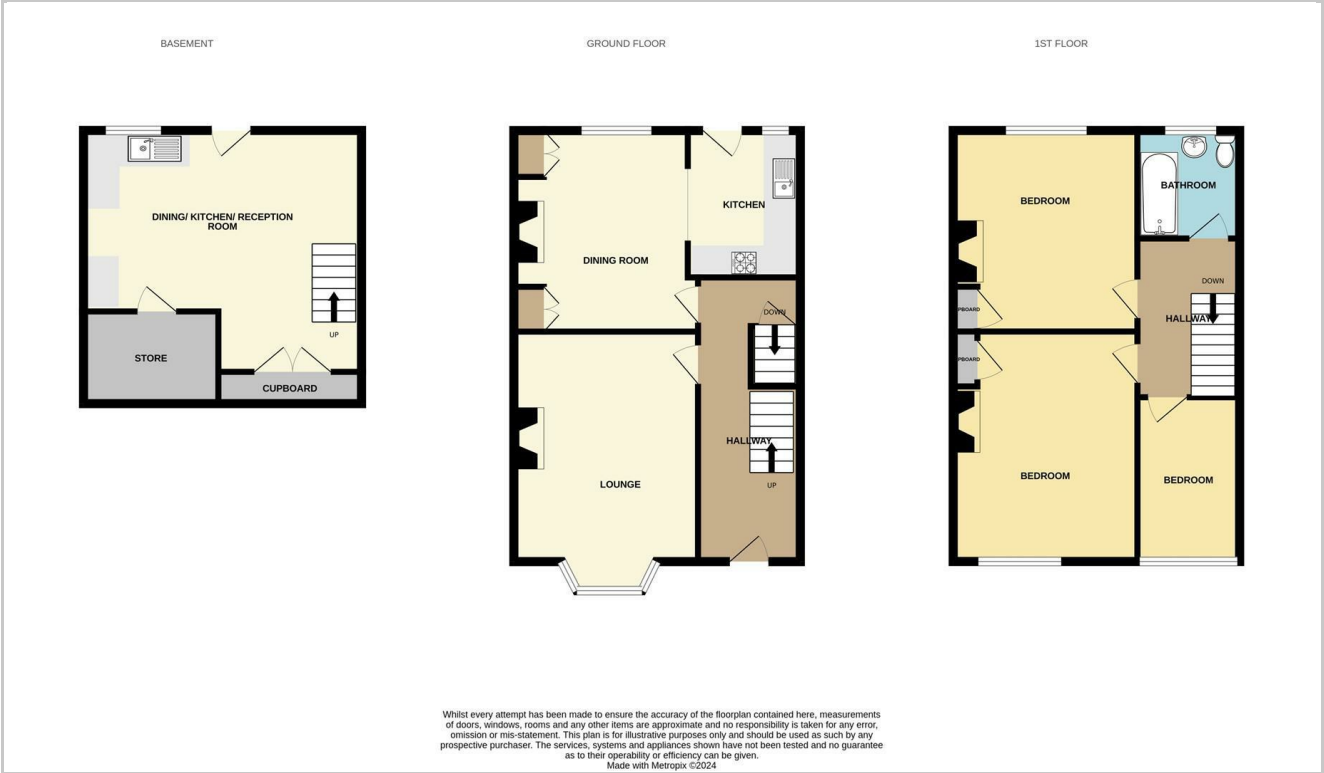 BASEMENT
GROUND FLOOR
1ST FLOOR
DINING/ KITCHEN/ RECEPTION
ROOM
UP
STORE
CUPBOARD
KITCHEN
DINING ROOM
DOWN
HALLWAY
LOUNGE
UP
BEDROOM
BATHROOM
DOWN
PBOARD
HALLWAY
PBOARD
BEDROOM
BEDROOM
Whilst every attempt has been made to ensure the accuracy of the floorplan contained here, measurements
of doors, windows, rooms and any other items are approximate and no responsibility is taken for any error,
omission or mis-statement. This plan is for illustrative purposes only and should be used as such by any
prospective purchaser. The services, systems and appliances shown have not been tested and no guarantee
as to their operability or efficiency can be given.
Made with Metropix ©2024